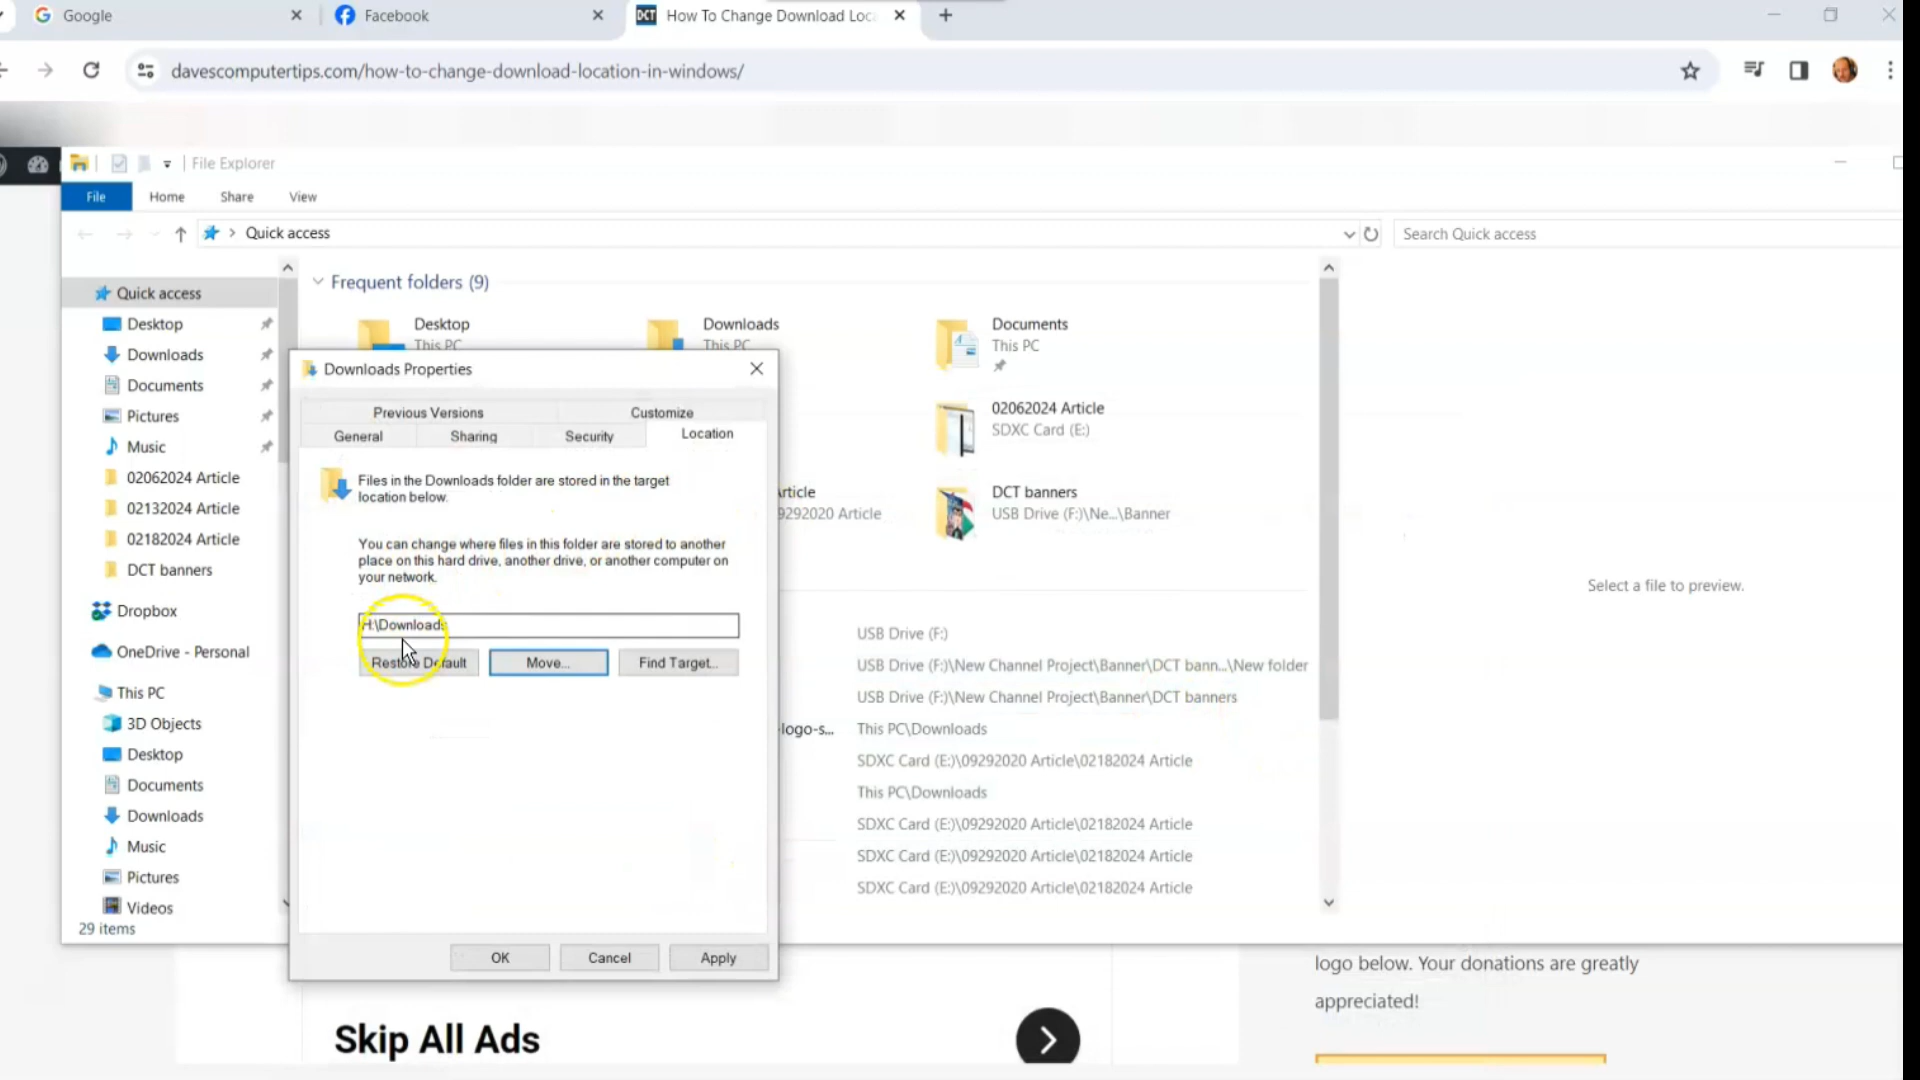 Google
Facebook
DCT How To Change Download Loc
davescomputertips.com/how-to-change-download-location-in-windows/
File Explorer
File Home Share View
Quick access
Search Quick access
Quick access
Desktop
Downloads
Documents
Pictures
Music
02062024 Article
02132024 Article
02182024 Article
DCT banners
Dropbox
OneDrive - Personal
This PC
3D Objects
Desktop
Documents
Downloads
Music
Pictures
Videos
29 items
Frequent folders (9)
Desktop
This PC
Downloads
This PC
Documents
This PC
02062024 Article
SDXC Card (E:)
DCT banners
USB Drive (F:)\Ne...\Banner
9292020 Article
USB Drive (F:)
USB Drive (F:)\New Channel Project\Banner\DCT bann...\New folder
USB Drive (F:)\New Channel Project\Banner\DCT banners
logo-s... This PC\Downloads
SDXC Card (E:)\09292020 Article\02182024 Article
This PC\Downloads
SDXC Card (E:)\09292020 Article\02182024 Article
SDXC Card (E:)\09292020 Article\02182024 Article
SDXC Card (E:)\09292020 Article\02182024 Article
Select a file to preview.
Downloads Properties
Previous Versions Customize
General Sharing Security Location
Files in the Downloads folder are stored in the target
location below.
You can change where files in this folder are stored to another
place on this hard drive, another drive, or another computer on
your network.
H:\Downloads
Restore Default Move... Find Target...
OK Cancel Apply
Skip All Ads
logo below. Your donations are greatly
appreciated!